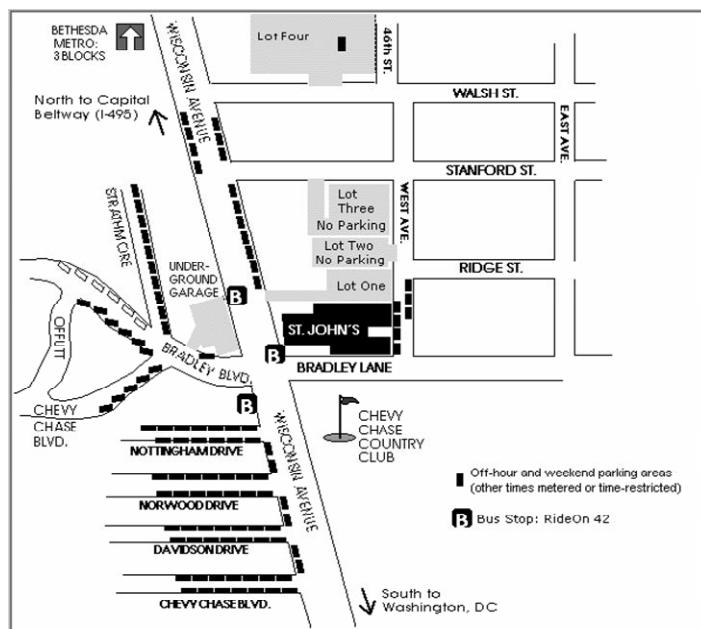 BETHESDA
METRO:
3 BLOCKS
WISCONSIN AVENUE
Lot Four
46th ST.
WALSH ST.
EAST AVE.
North to Capital
Beltway (I-495)
STANFORD ST.
STRATHMORE
Lot
Three
No Parking
WEST AVE.
Lot Two
No Parking
UNDER-
GROUND
GARAGE
B
RIDGE ST.
Lot One
OFFUTT
ST. JOHN'S
B
BRADLEY BLVD.
BRADLEY LANE
B
CHEVY
CHASE
BLVD.
CHEVY
CHASE
COUNTRY
CLUB
WISCONSIN AVENUE
NOTTINGHAM DRIVE
Off-hour and weekend parking areas
(other times metered or time-restricted)
NORWOOD DRIVE
B Bus Stop: RideOn 42
DAVIDSON DRIVE
CHEVY CHASE BLVD.
South to
Washington, DC